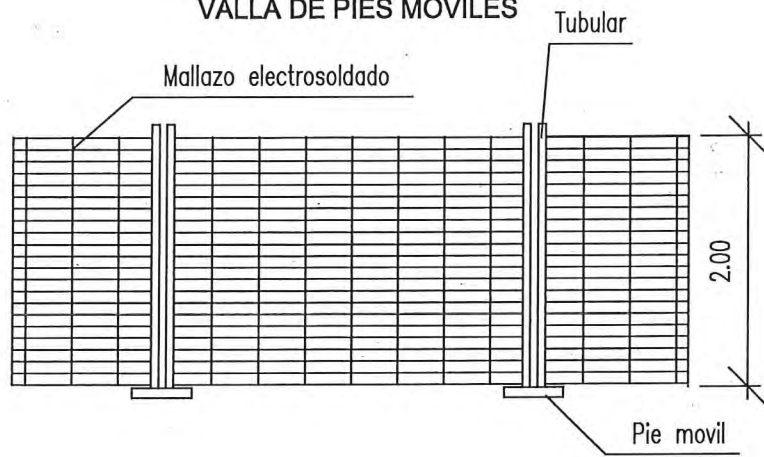 VALLA DE PIES MOVILES
Tubular
Mallazo electrosoldado
2.00
Pie movil